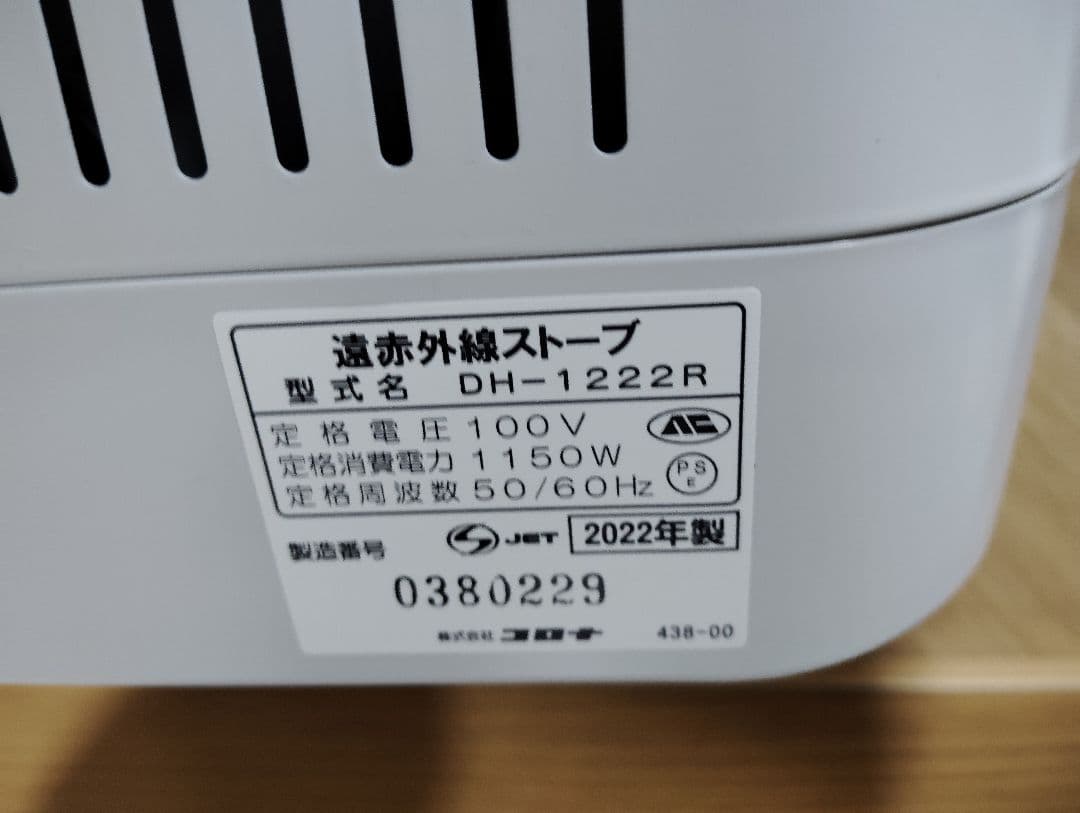 遠赤外線ストーブ
型式名 DH-1222R
定格電圧 100V
定格消費電力 1150W
定格周波数 50/60Hz
PSE
製造番号 JET 2022年製
0380229
株式会社 コロナ 438-00